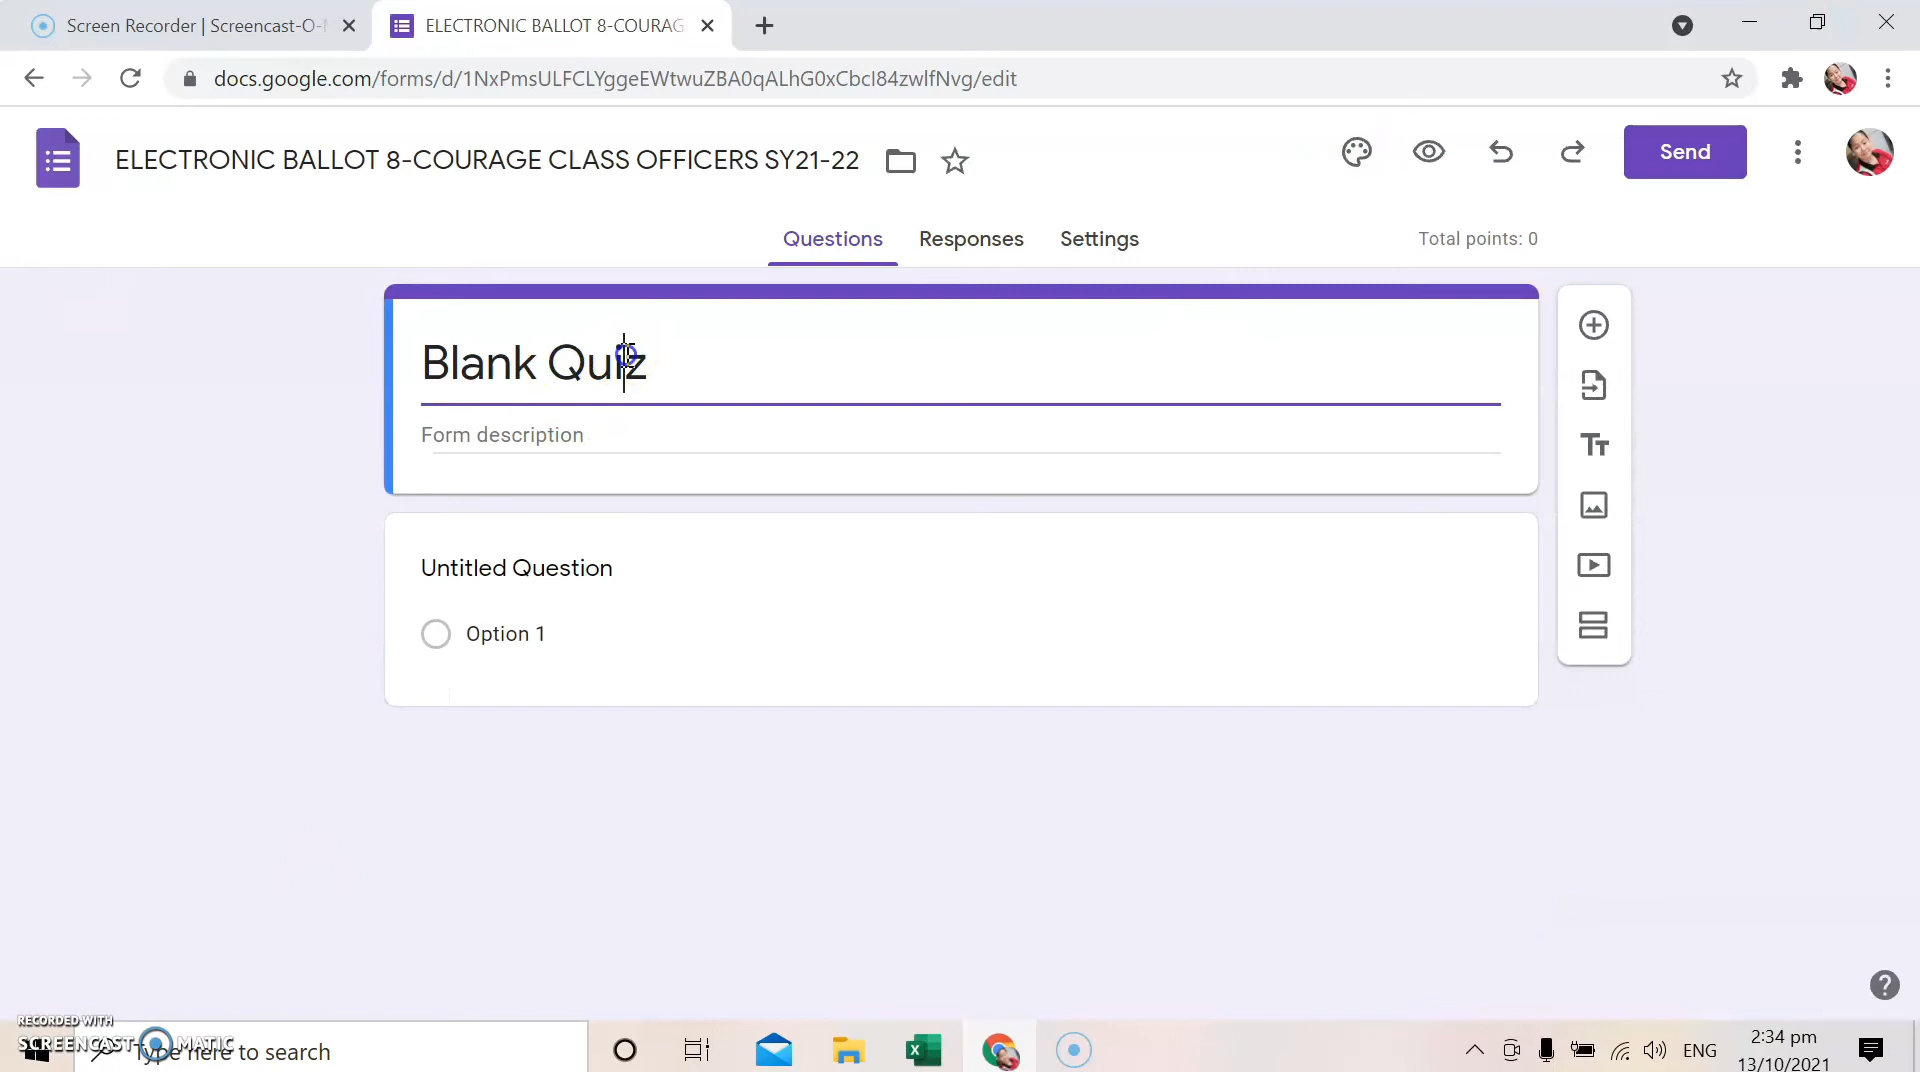 Screen Recorder | Screencast-O-
ELECTRONIC BALLOT 8-COURAG
docs.google.com/forms/d/1NxPmsULFCLYggeEWtwuZBA0qALhG0xCbcI84zwlfNvg/edit
ELECTRONIC BALLOT 8-COURAGE CLASS OFFICERS SY21-22
Send
Questions
Responses
Settings
Total points: 0
Blank Quiz
Form description
Untitled Question
Option 1
RECORDED WITH
SCREENCAST-O-MATIC
Type here to search
ENG
2:34 pm
13/10/2021